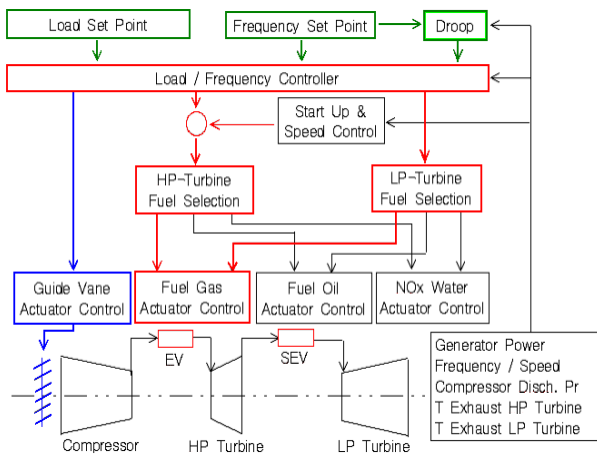 Load Set Point
Frequency Set Point
Droop
Load / Frequency Controller
Start Up &
Speed Control
HP-Turbine
Fuel Selection
LP-Turbine
Fuel Selection
Guide Vane
Actuator Control
Fuel Gas
Actuator Control
Fuel Oil
Actuator Control
NOx Water
Actuator Control
EV
SEV
Generator Power
Frequency / Speed
Compressor Disch. Pr
T Exhaust HP Turbine
T Exhaust LP Turbine
Compressor
HP Turbine
LP Turbine